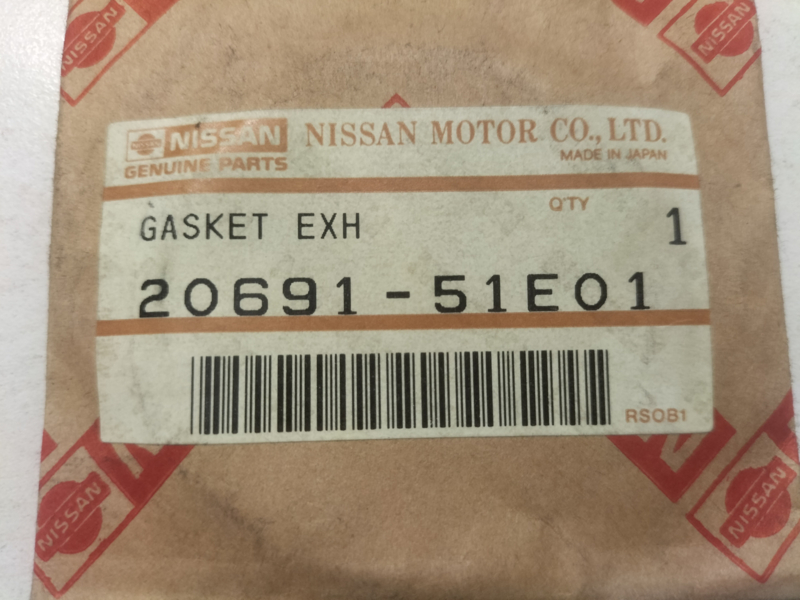 NISSAN
NISSAN
NISSAN
NISSAN MOTOR CO., LTD.
GENUINE PARTS
MADE IN JAPAN
Q'TY
GASKET EXH
1
20691-51E01
RSOB1
NISSAN
NISSAN